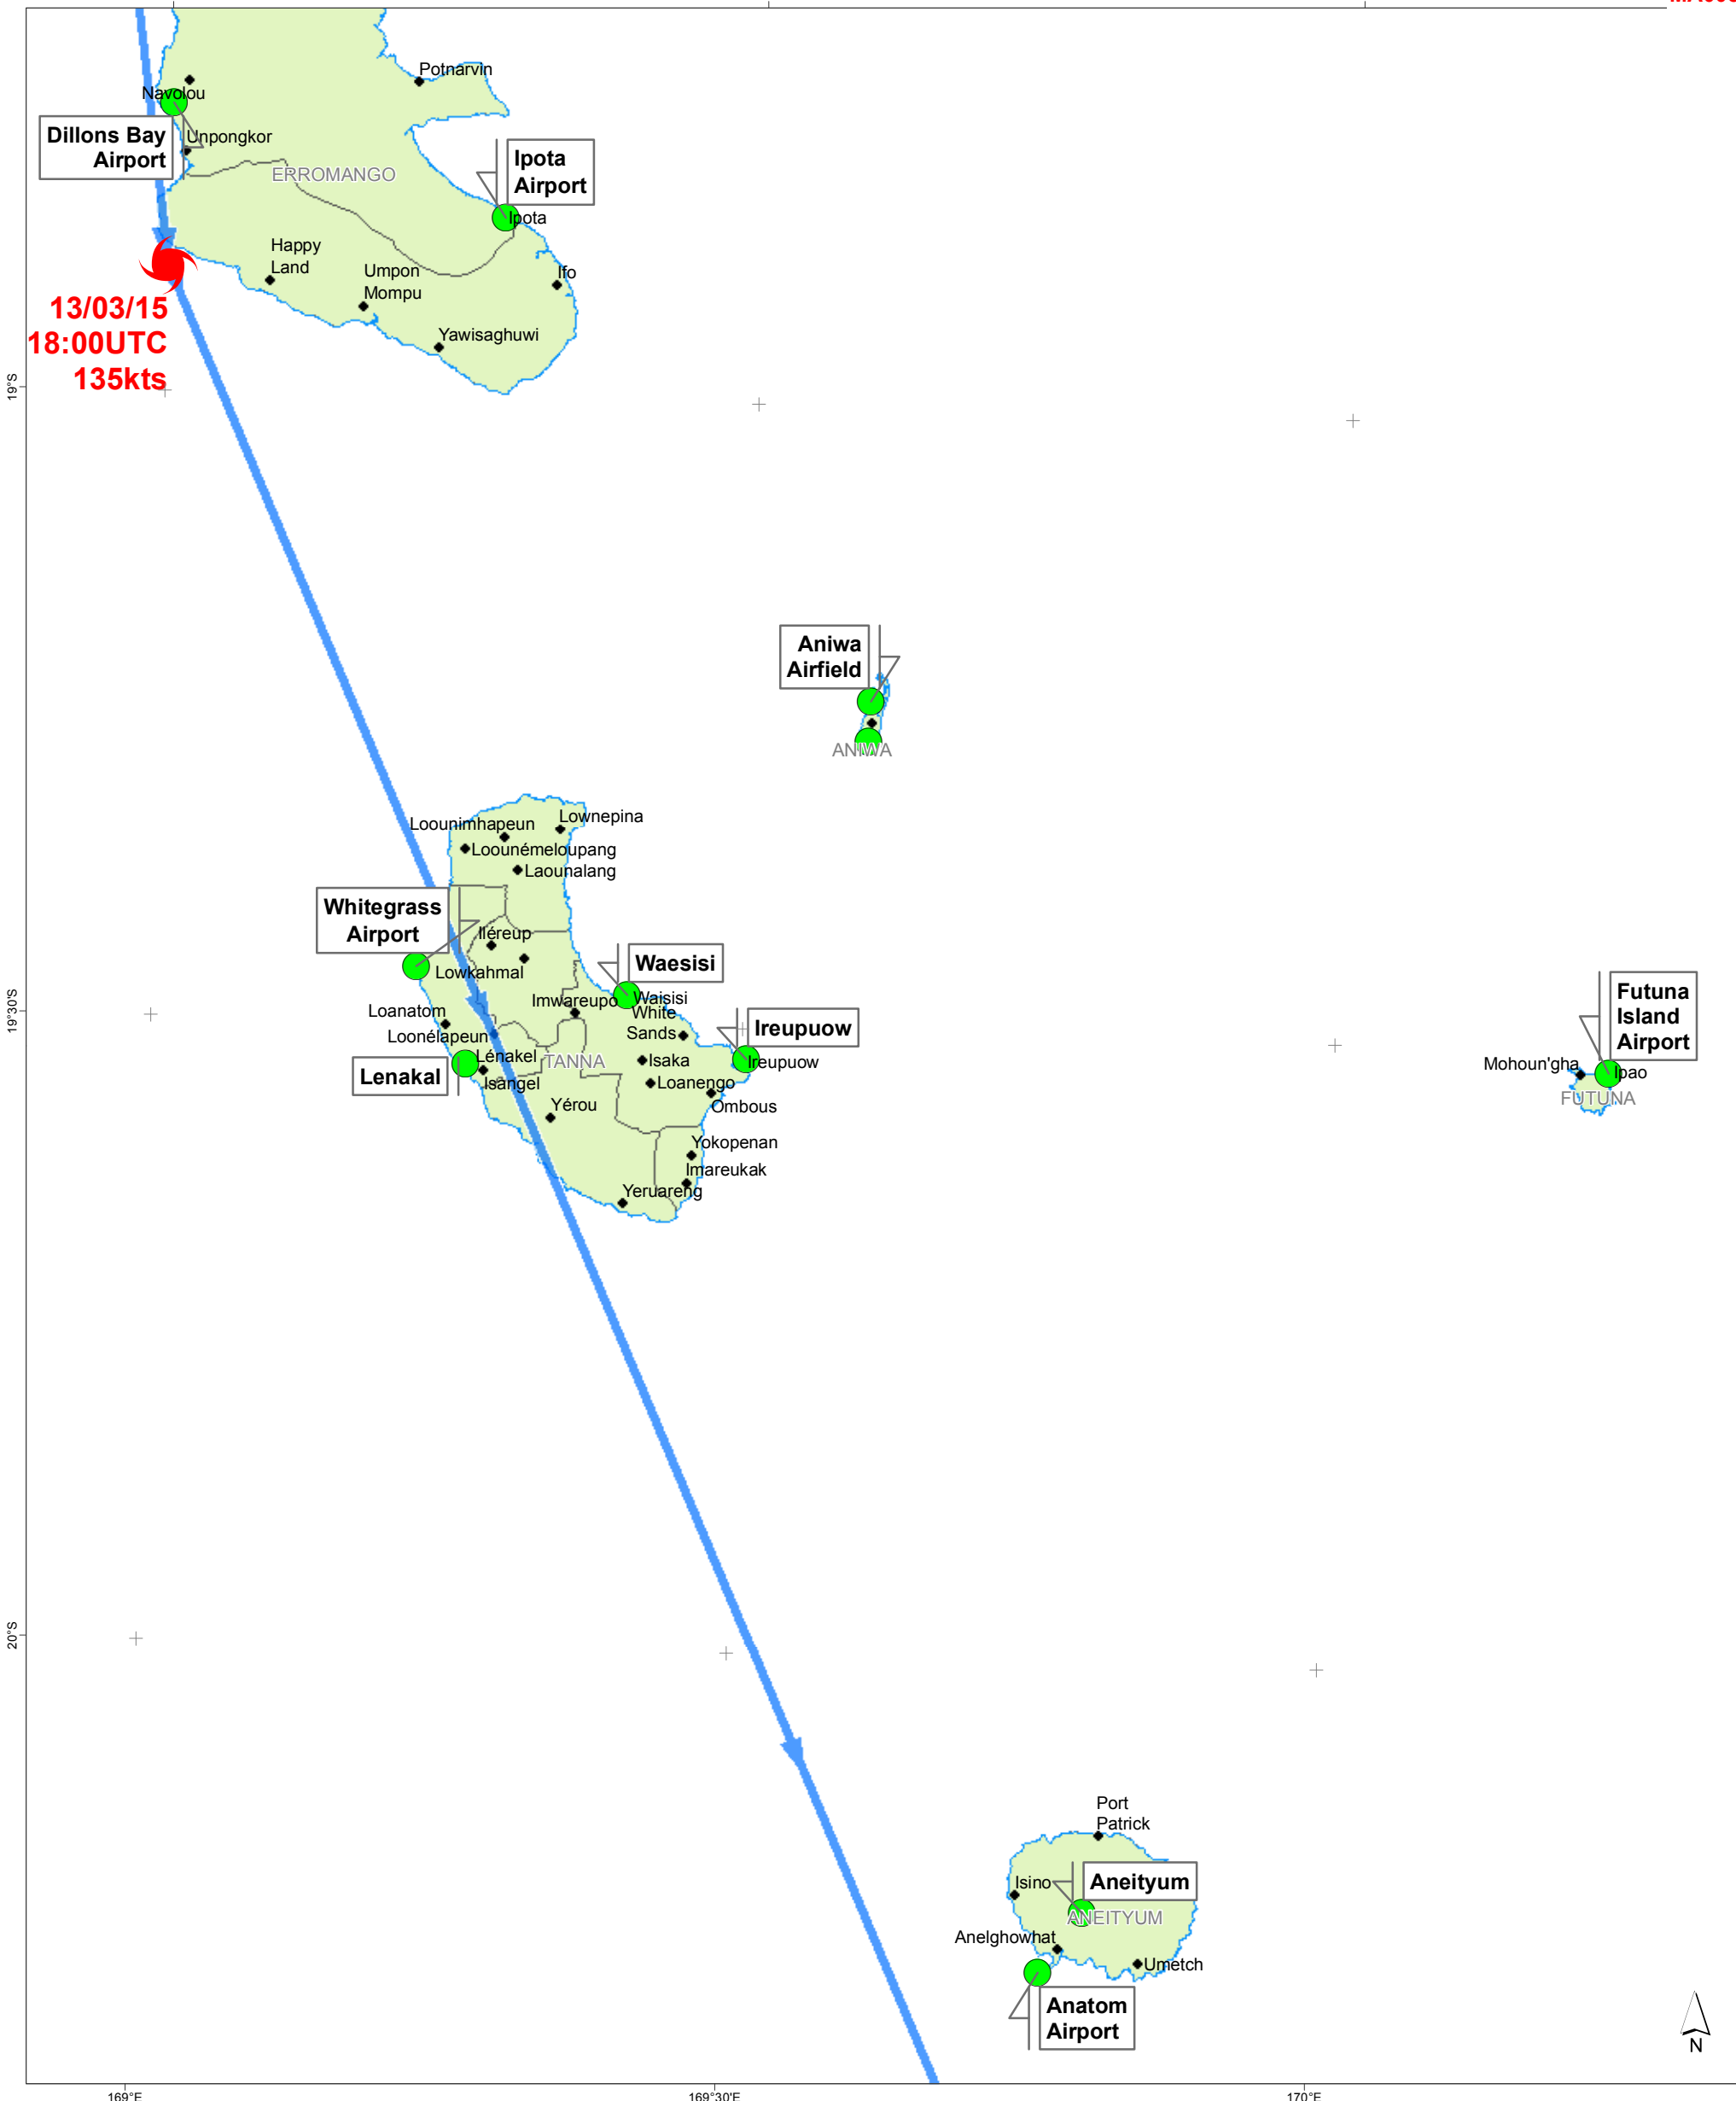 Potnarvin
Navolou
Dillons Bay
Airport
Unpongkor
ERROMANGO
Ipota
Airport
Ipota
Happy
Land
Umpon
Mompu
Ifo
Yawisaghuwi
13/03/15
18:00UTC
135kts
19°S
Aniwa
Airfield
ANIWA
Loounimhapeun
Lownepina
Loounémeloupang
Laounalang
Whitegrass
Airport
Iléreup
Lowkahmal
Waesisi
Imwareupo
Waisisi
White
Sands
Loanatom
Loonélapeun
Ireupuow
Ireupuow
19°30'S
Lenakal
Lénakel
Isangel
TANNA
Isaka
Loanengo
Ombous
Yérou
Yokopenan
Imareukak
Yeruareng
Futuna
Island
Airport
Mohoun'gha
Ipao
FUTUNA
20°S
Port
Patrick
Isino
Aneityum
ANEITYUM
Anelghowhat
Umetch
Anatom
Airport
N
169°E
169°30'E
170°E